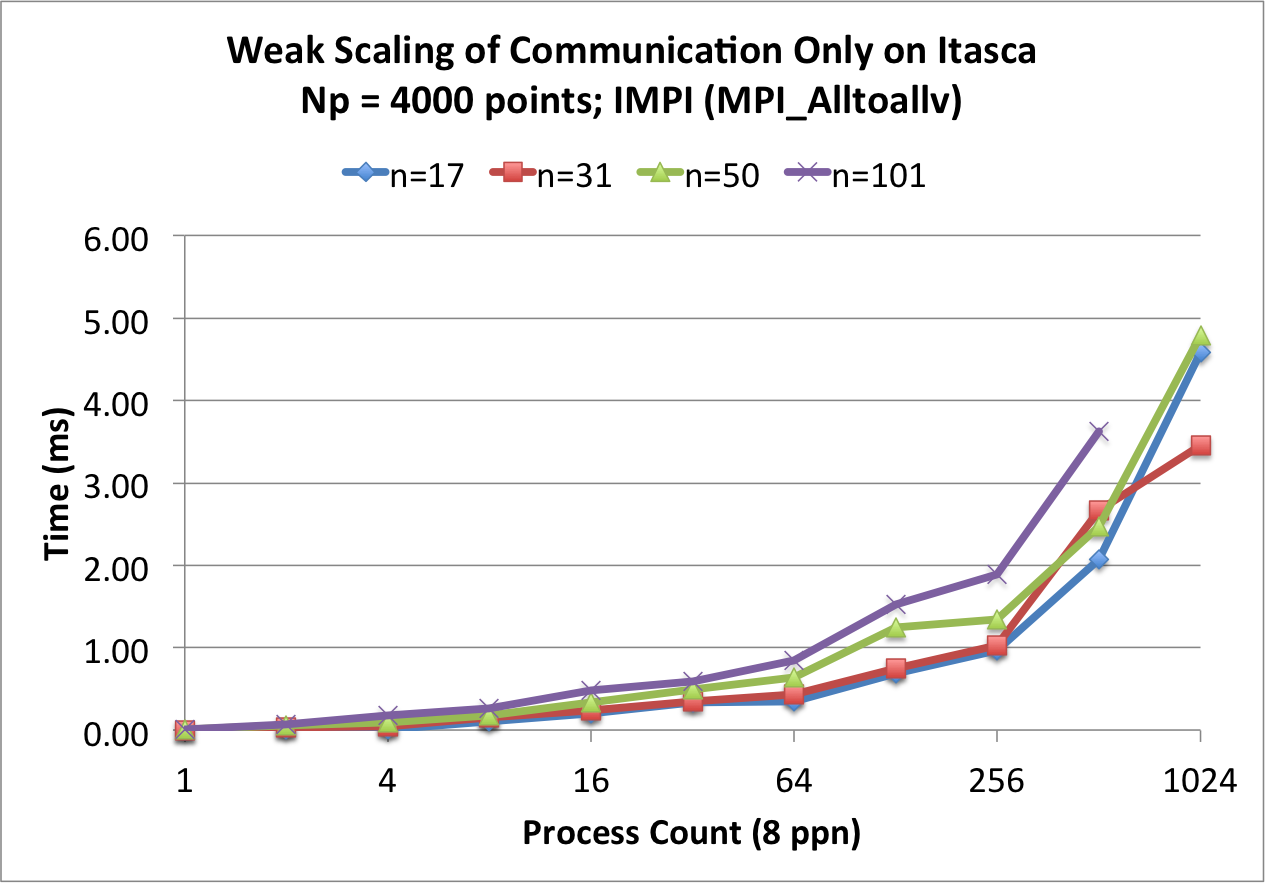 Weak Scaling of Communication Only on Itasca
Np = 4000 points; IMPI (MPI_Alltoallv)
n=17 n=31 n=50 n=101
6.00
5.00
4.00
3.00
2.00
1.00
0.00
Time (ms)
1 4 16 64 256 1024
Process Count (8 ppn)